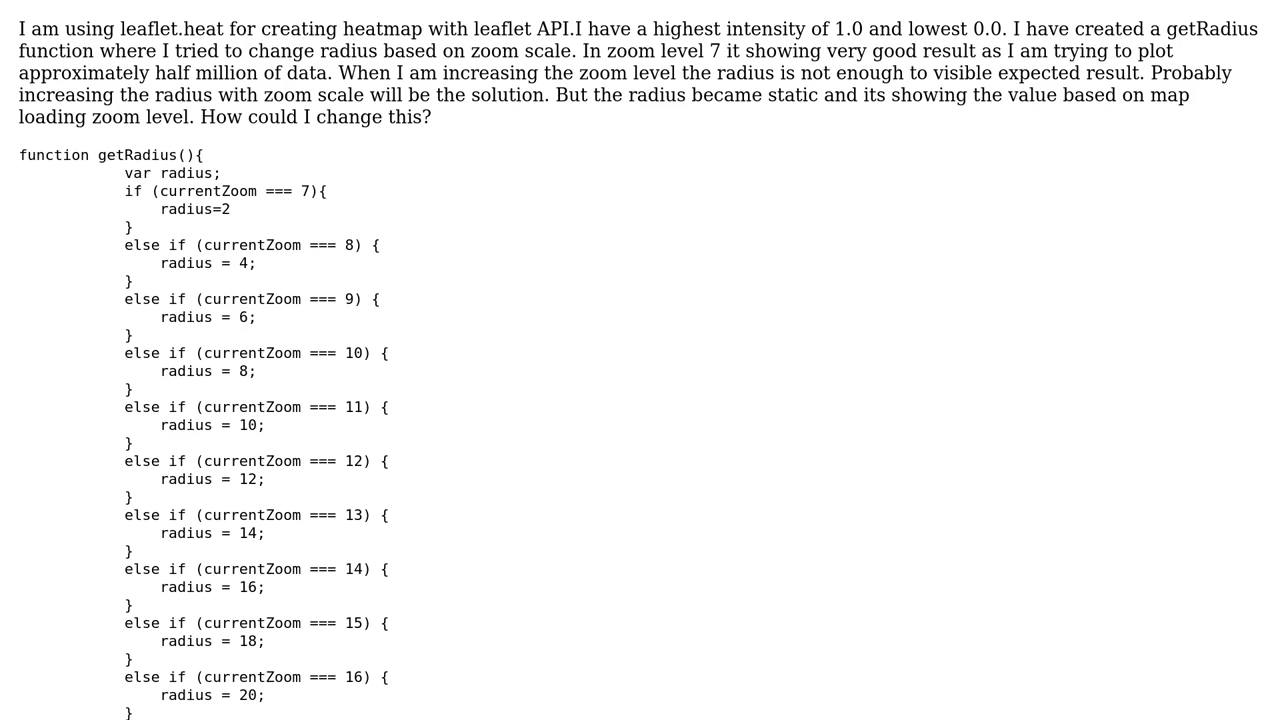 I am using leaflet.heat for creating heatmap with leaflet API.I have a highest intensity of 1.0 and lowest 0.0. I have created a getRadius
function where I tried to change radius based on zoom scale. In zoom level 7 it showing very good result as I am trying to plot
approximately half million of data. When I am increasing the zoom level the radius is not enough to visible expected result. Probably
increasing the radius with zoom scale will be the solution. But the radius became static and its showing the value based on map
loading zoom level. How could I change this?
function getRadius(){
            var radius;
            if (currentZoom === 7){
                radius=2
            }
            else if (currentZoom === 8) {
                radius = 4;
            }
            else if (currentZoom === 9) {
                radius = 6;
            }
            else if (currentZoom === 10) {
                radius = 8;
            }
            else if (currentZoom === 11) {
                radius = 10;
            }
            else if (currentZoom === 12) {
                radius = 12;
            }
            else if (currentZoom === 13) {
                radius = 14;
            }
            else if (currentZoom === 14) {
                radius = 16;
            }
            else if (currentZoom === 15) {
                radius = 18;
            }
            else if (currentZoom === 16) {
                radius = 20;
            }